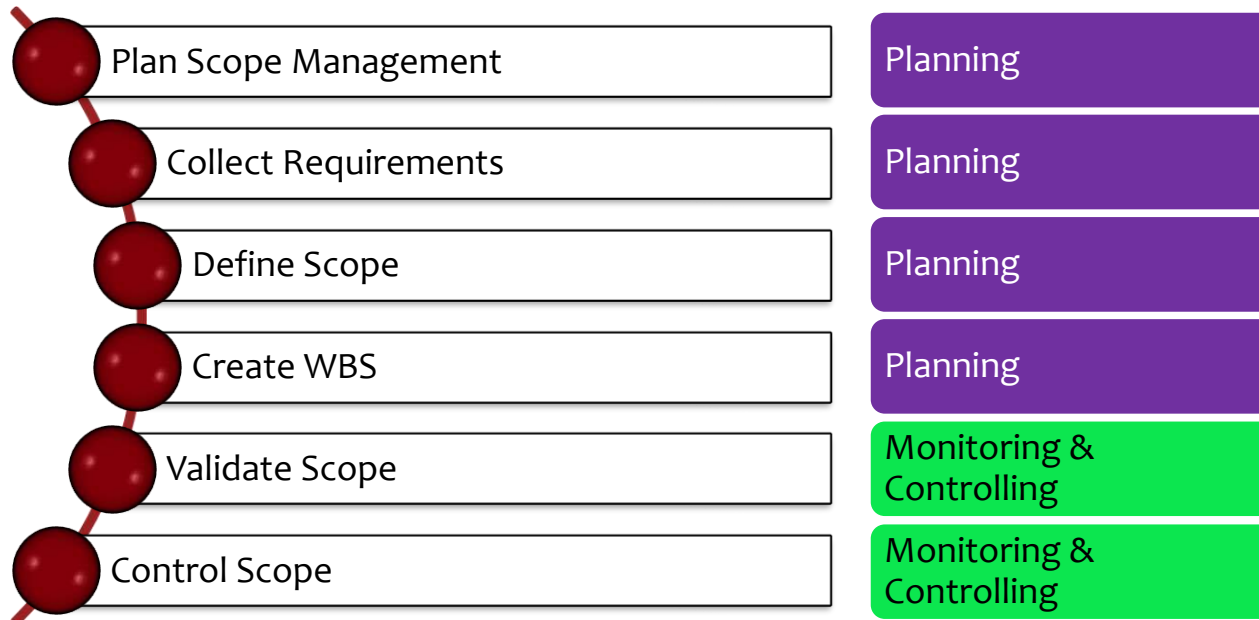 Plan Scope Management
Planning
Collect Requirements
Planning
Define Scope
Planning
Create WBS
Planning
Validate Scope
Monitoring &
Controlling
Control Scope
Monitoring &
Controlling